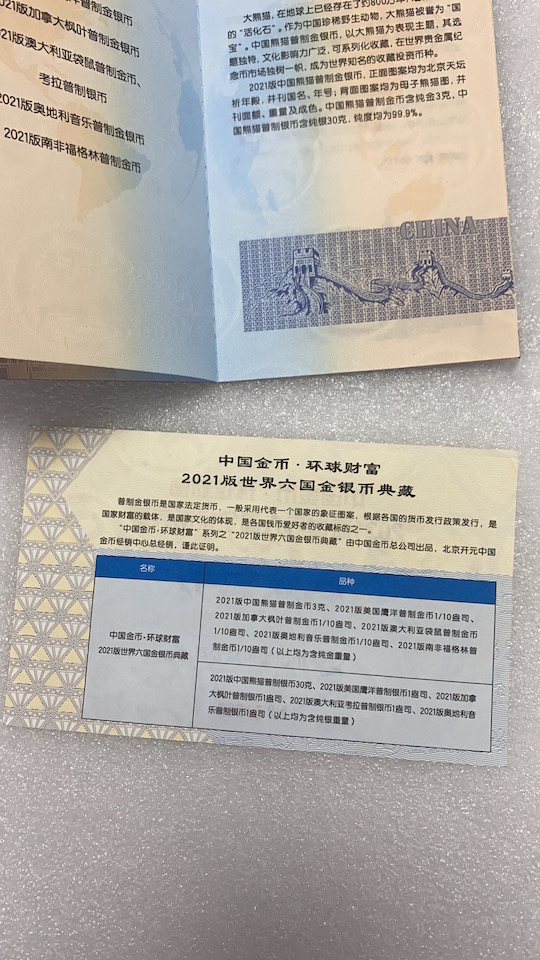 普制金银币
2021版加拿大枫叶普制金银币
2021版澳大利亚袋鼠普制金币、
考拉普制银币
2021版奥地利音乐普制金银币
2021版南非福格林普制金币
大熊猫，在地球上已经存在了约800万年，
的“活化石”。作为中国珍稀野生动物，大熊猫被誉为“国
宝”。中国熊猫普制金银币，以大熊猫为表现主题，其选
题独特，文化影响力广泛，可系列化收藏，在世界贵金属纪
念币市场独树一帜，成为世界知名的收藏投资币种。
2021版中国熊猫普制金银币，正面图案均为北京天坛
祈年殿，并刊国名、年号；背面图案均为母子熊猫图，并
刊面额、重量及成色。中国熊猫普制金币含纯金3克，中
国熊猫普制银币含纯银30克，纯度均为99.9%。
CHINA
中国金币·环球财富
2021版世界六国金银币典藏
普制金银币是国家法定货币，一般采用代表一个国家的象征图案，根据各国的货币发行政策发行，是
国家财富的载体，是国家文化的体现，是各国钱币爱好者的收藏标的之一。
“中国金币·环球财富”系列之“2021版世界六国金银币典藏”由中国金币总公司出品，北京开元中国
金币经销中心总经销，谨此证明。
名称
品种
中国金币·环球财富
2021版世界六国金银币典藏
2021版中国熊猫普制金币3克、2021版美国鹰洋普制金币1/10盎司、
2021版加拿大枫叶普制金币1/10盎司、2021版澳大利亚袋鼠普制金币
1/10盎司、2021版奥地利音乐普制金币1/10盎司、2021版南非福格林普
制金币1/10盎司（以上均为含纯金重量）
2021版中国熊猫普制银币30克、2021版美国鹰洋普制银币1盎司、2021版加拿
大枫叶普制银币1盎司、2021版澳大利亚考拉普制银币1盎司、2021版奥地利音
乐普制银币1盎司（以上均为含纯银重量）